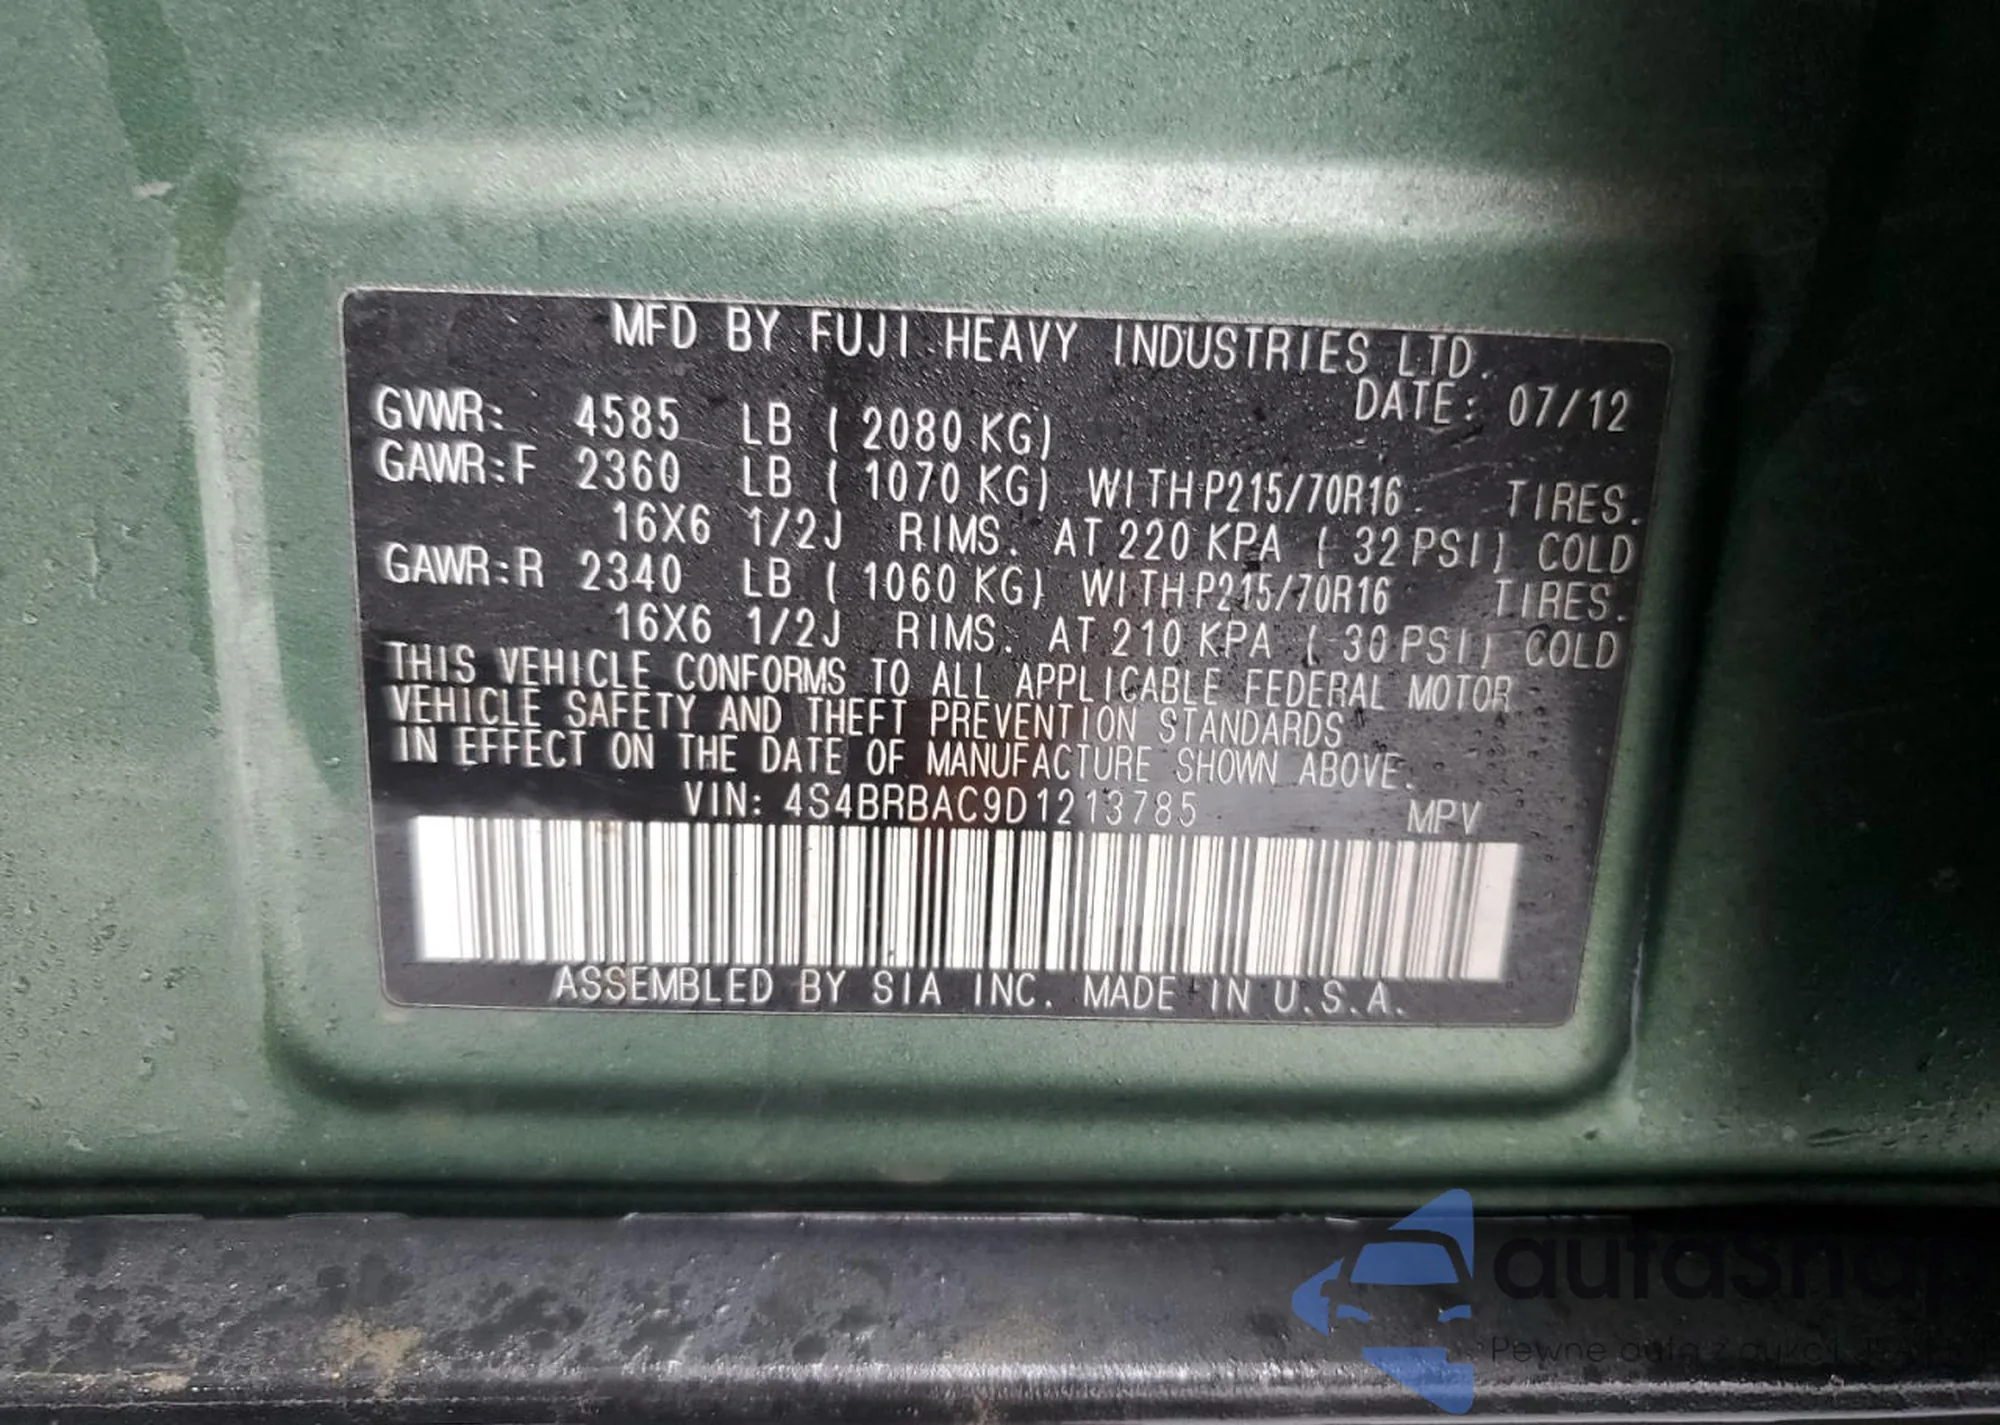 MFD BY FUJI HEAVY INDUSTRIES LTD.
DATE: 07/12
GVWR: 4585 LB ( 2080 KG)
GAWR:F 2360 LB ( 1070 KG) WITH P215/70R16 TIRES.
16X6 1/2J RIMS. AT 220 KPA ( 32 PSI) COLD
GAWR:R 2340 LB ( 1060 KG) WITH P215/70R16 TIRES.
16X6 1/2J RIMS. AT 210 KPA ( 30 PSI) COLD
THIS VEHICLE CONFORMS TO ALL APPLICABLE FEDERAL MOTOR
VEHICLE SAFETY AND THEFT PREVENTION STANDARDS
IN EFFECT ON THE DATE OF MANUFACTURE SHOWN ABOVE.
VIN: 4S4BRBAC9D1213785 MPV
ASSEMBLED BY SIA INC. MADE IN U.S.A.
autasnap
Pewne auta z aukcji